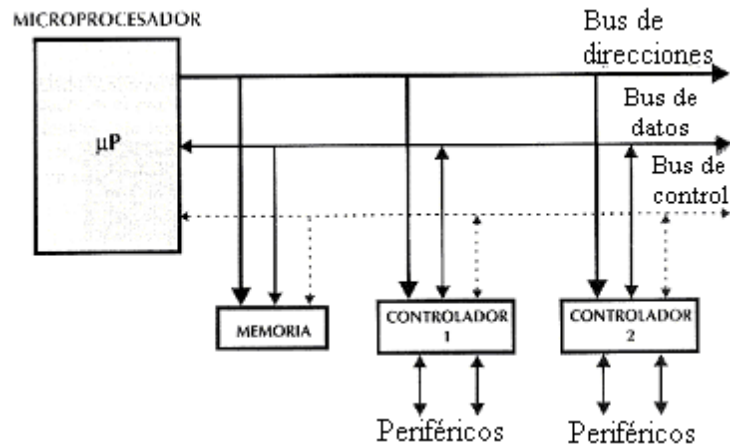 MICROPROCESADOR
Bus de
direcciones
µP
Bus de
datos
Bus de
control
MEMORIA
CONTROLADOR
1
CONTROLADOR
2
Periféricos
Periféricos